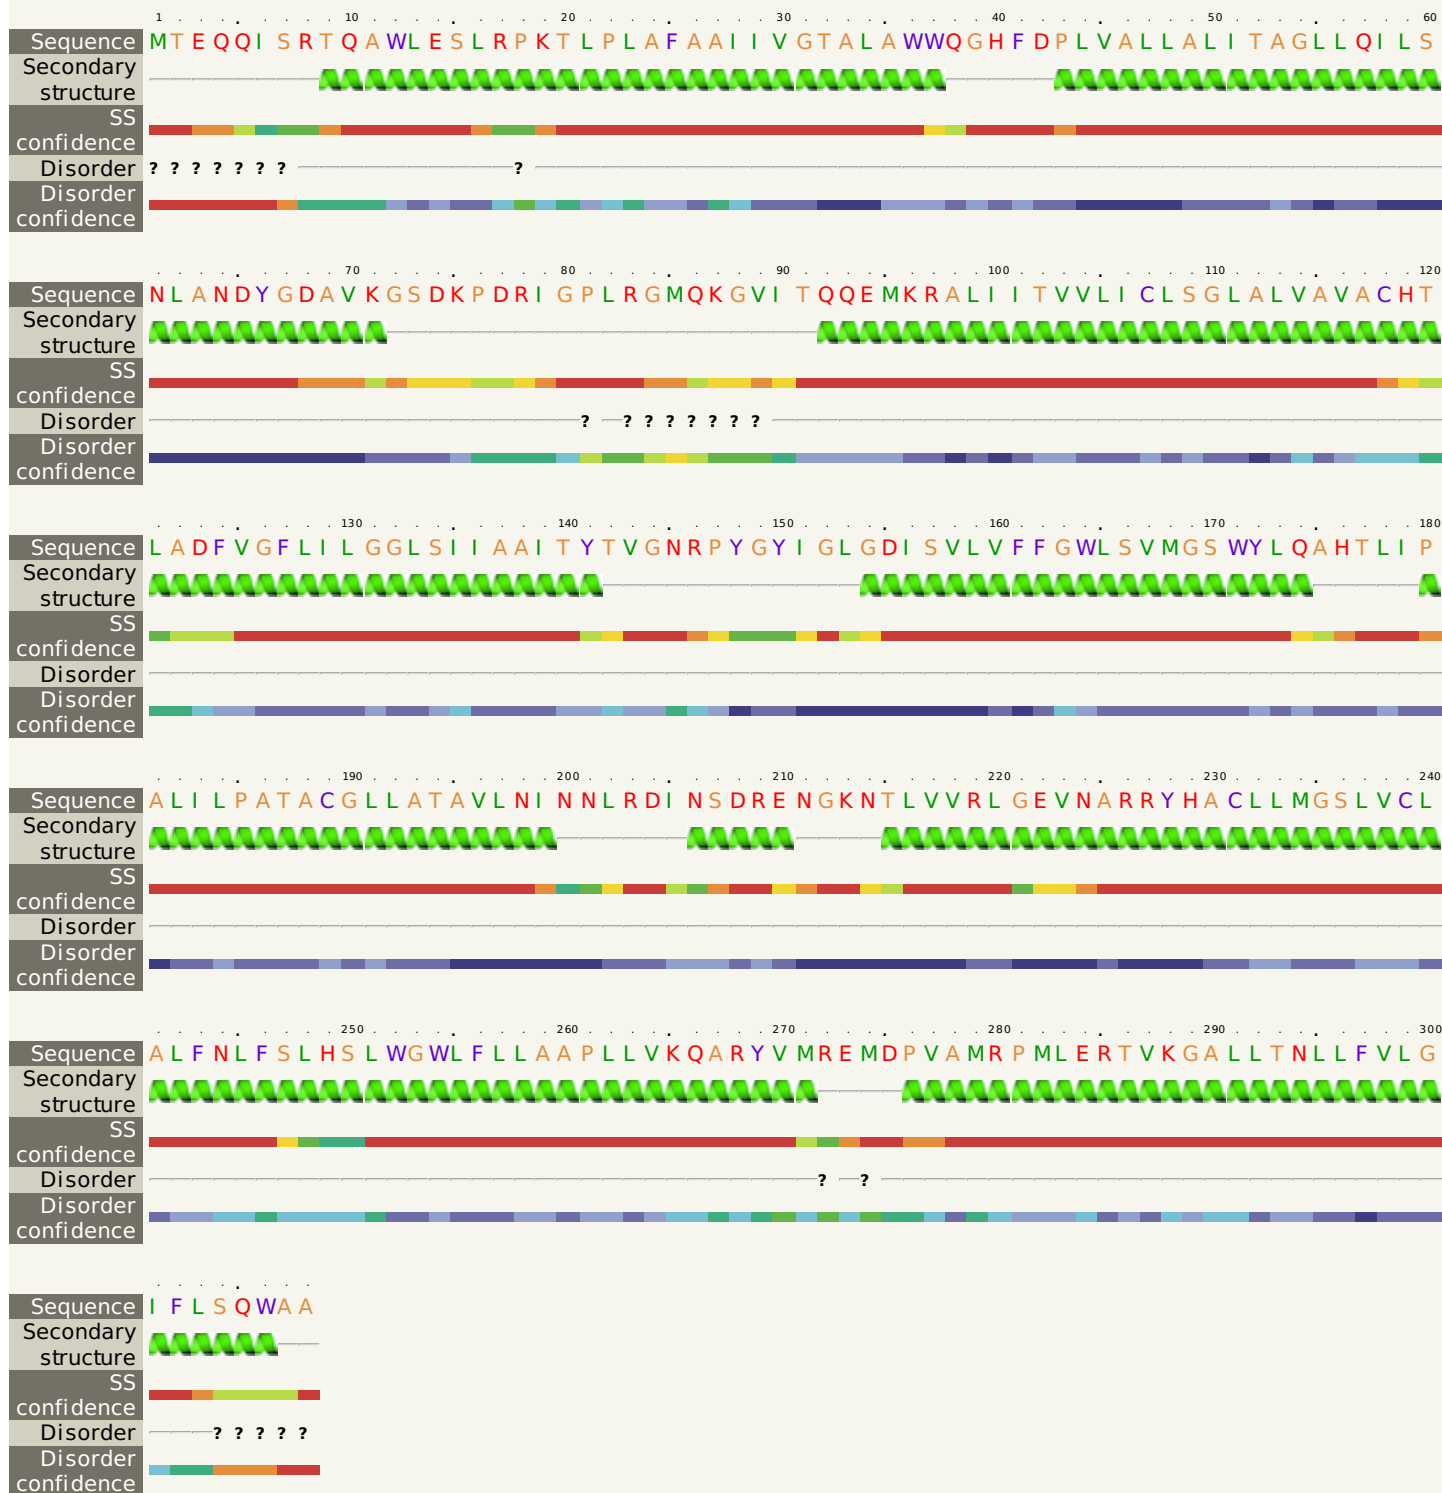 1 10 20 30 40 50 60
Sequence MTEQQISRTQAWLESLRPKTLPLAFAAIIVGTALAWWQGHFDPLVALLALITAGLLQILS
Secondary
structure
SS
confidence
Disorder ? ? ? ? ? ? ? ?
Disorder
confidence
70 80 90 100 110 120
Sequence NLANDYGDAVKGSDKPDRIGPLRGMQKGVITQQEMKRALIITVVLICLSGLALVAVACHT
Secondary
structure
SS
confidence
Disorder ? ? ? ? ? ? ? ?
Disorder
confidence
130 140 150 160 170 180
Sequence LADFVGFLILGGLSIIAAITYTVGNRPYGYIGLGDISVLVFFGWLSVMGSWYLQAHTLIP
Secondary
structure
SS
confidence
Disorder
Disorder
confidence
190 200 210 220 230 240
Sequence ALILPATACGLLATAVLNINNLRDINSDRENGKNTLVVRLGEVNARRYHACLLMGSLVCL
Secondary
structure
SS
confidence
Disorder
Disorder
confidence
250 260 270 280 290 300
Sequence ALFNLFSLHSLWGWLFLLAAPLLVKQARYVMREMDPVAMRPMLERTVKGALLTNLLFVLG
Secondary
structure
SS
confidence
Disorder ? ?
Disorder
confidence
Sequence IFLSQWAA
Secondary
structure
SS
confidence
Disorder ? ? ? ? ?
Disorder
confidence